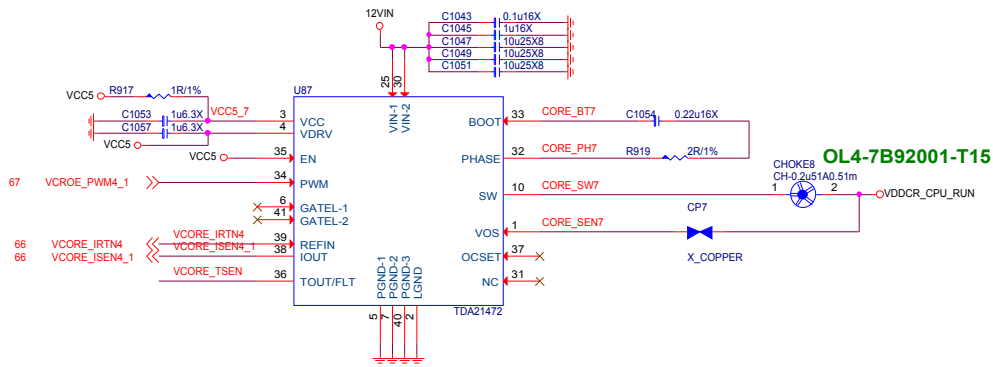 12VIN
C1043 0.1u16X
C1045 1u16X
C1047 10u25X8
C1049 10u25X8
C1051 10u25X8
25 30
U87
VCC5 R917 1R/1%
VCC5_7
C1053 1u6.3X
C1057 1u6.3X
VCC5
VCC5
3 VCC
4 VDRV
35 EN
67 VCROE_PWM4_1 34 PWM
6 GATEL-1
41 GATEL-2
66 VCORE_IRTN4 VCORE_IRTN4 39 REFIN
66 VCORE_ISEN4_1 VCORE_ISEN4_1 38 IOUT
VCORE_TSEN 36 TOUT/FLT
VIN-1
VIN-2
BOOT 33 CORE_BT7 C1054 0.22u16X
PHASE 32 CORE_PH7 R919 2R/1%
OL4-7B92001-T15
CHOKE8
CH-0.2u51A0.51m
SW 10 CORE_SW7 1 2 VDDCR_CPU_RUN
VOS 1 CORE_SEN7 CP7
X_COPPER
OCSET 37
NC 31
PGND-1
PGND-2
PGND-3
LGND
TDA21472
5 7 40 2